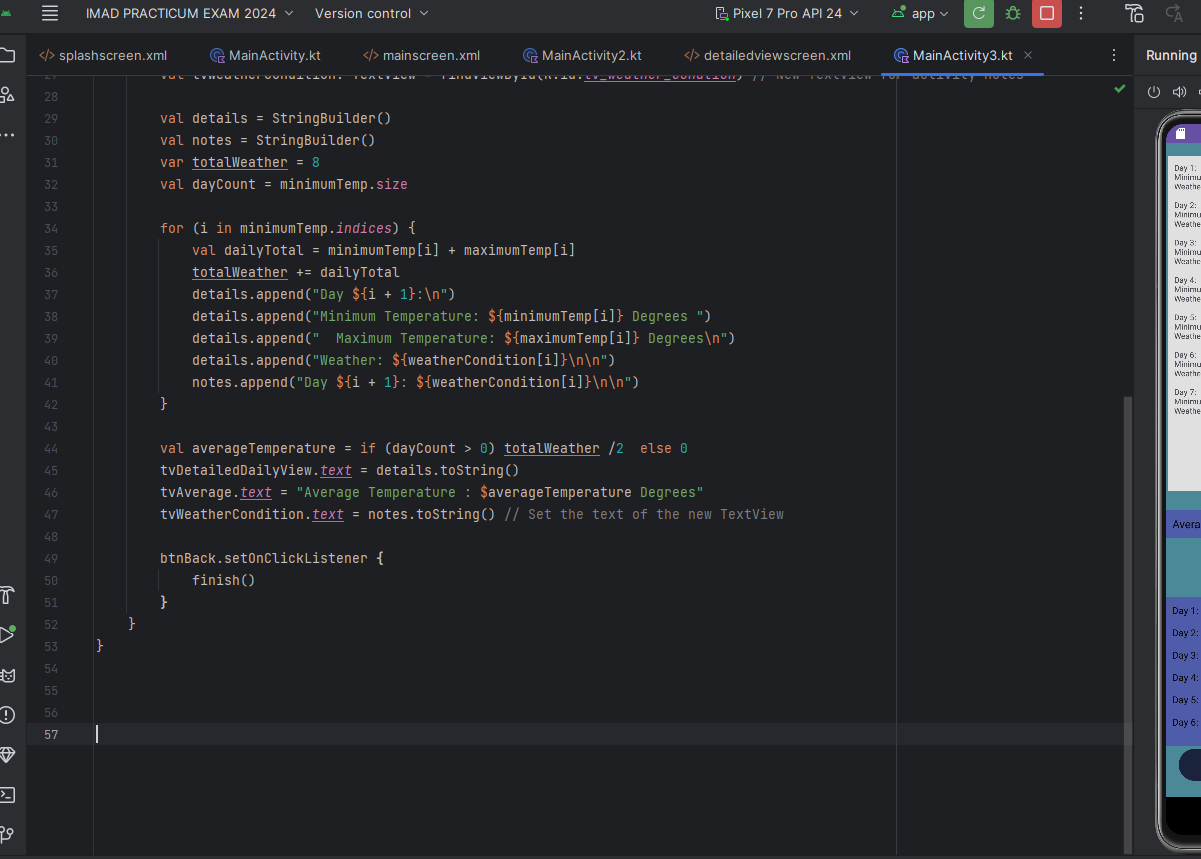 IMAD PRACTICUM EXAM 2024 Version control Pixel 7 Pro API 24 app
splashscreen.xml MainActivity.kt mainscreen.xml MainActivity2.kt detailedviewscreen.xml MainActivity3.kt Running
28
29 val details = StringBuilder()
30 val notes = StringBuilder()
31 var totalWeather = 8
32 val dayCount = minimumTemp.size
33
34 for (i in minimumTemp.indices) {
35 val dailyTotal = minimumTemp[i] + maximumTemp[i]
36 totalWeather += dailyTotal
37 details.append("Day ${i + 1}:\n")
38 details.append("Minimum Temperature: ${minimumTemp[i]} Degrees ")
39 details.append("  Maximum Temperature: ${maximumTemp[i]} Degrees\n")
40 details.append("Weather: ${weatherCondition[i]}\n\n")
41 notes.append("Day ${i + 1}: ${weatherCondition[i]}\n\n")
42 }
43
44 val averageTemperature = if (dayCount > 0) totalWeather /2  else 0
45 tvDetailedDailyView.text = details.toString()
46 tvAverage.text = "Average Temperature : $averageTemperature Degrees"
47 tvWeatherCondition.text = notes.toString() // Set the text of the new TextView
48
49 btnBack.setOnClickListener {
50 finish()
51 }
52 }
53 }
54
55
56
57
Day 1:
Minimu
Weathe
Day 2:
Minimu
Weathe
Day 3:
Minimu
Weathe
Day 4:
Minimu
Weathe
Day 5:
Minimu
Weathe
Day 6:
Minimu
Weathe
Day 7:
Minimu
Weathe
Avera
Day 1:
Day 2:
Day 3:
Day 4:
Day 5:
Day 6: